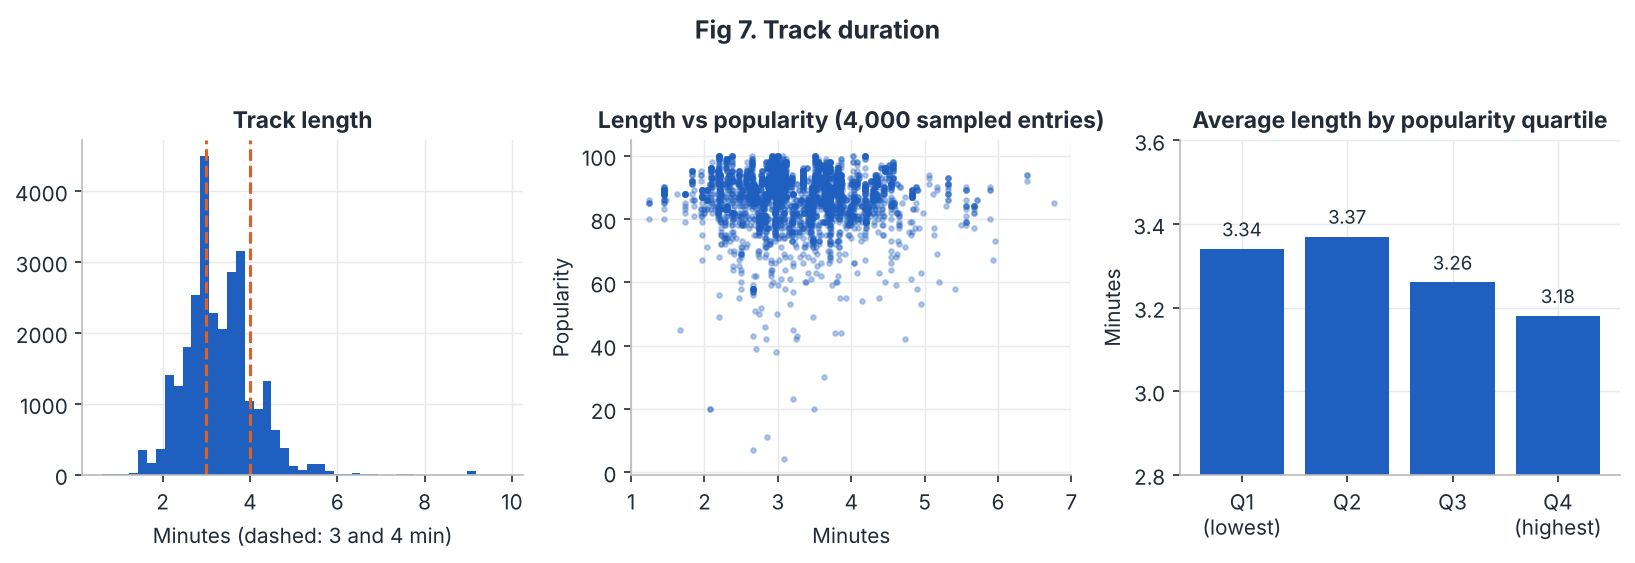 Fig 7. Track duration
Track length
4000
3000
2000
1000
0
2 4 6 8 10
Minutes (dashed: 3 and 4 min)
Length vs popularity (4,000 sampled entries)
Popularity
100
80
60
40
20
0
1 2 3 4 5 6 7
Minutes
Average length by popularity quartile
Minutes
3.6
3.4
3.2
3.0
2.8
3.34
3.37
3.26
3.18
Q1 Q2 Q3 Q4
(lowest) (highest)